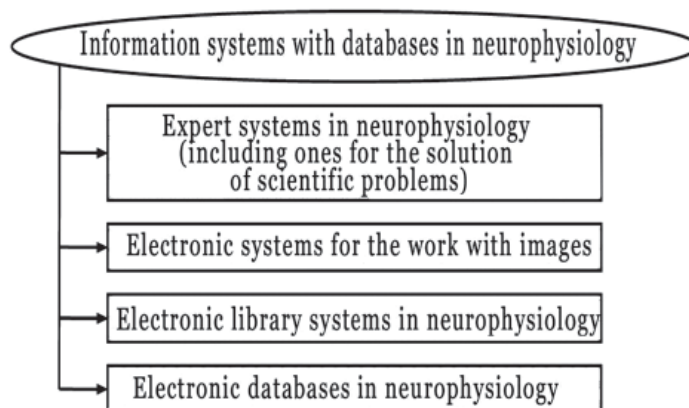 Information systems with databases in neurophysiology
Expert systems in neurophysiology
(including ones for the solution
of scientific problems)
Electronic systems for the work with images
Electronic library systems in neurophysiology
Electronic databases in neurophysiology